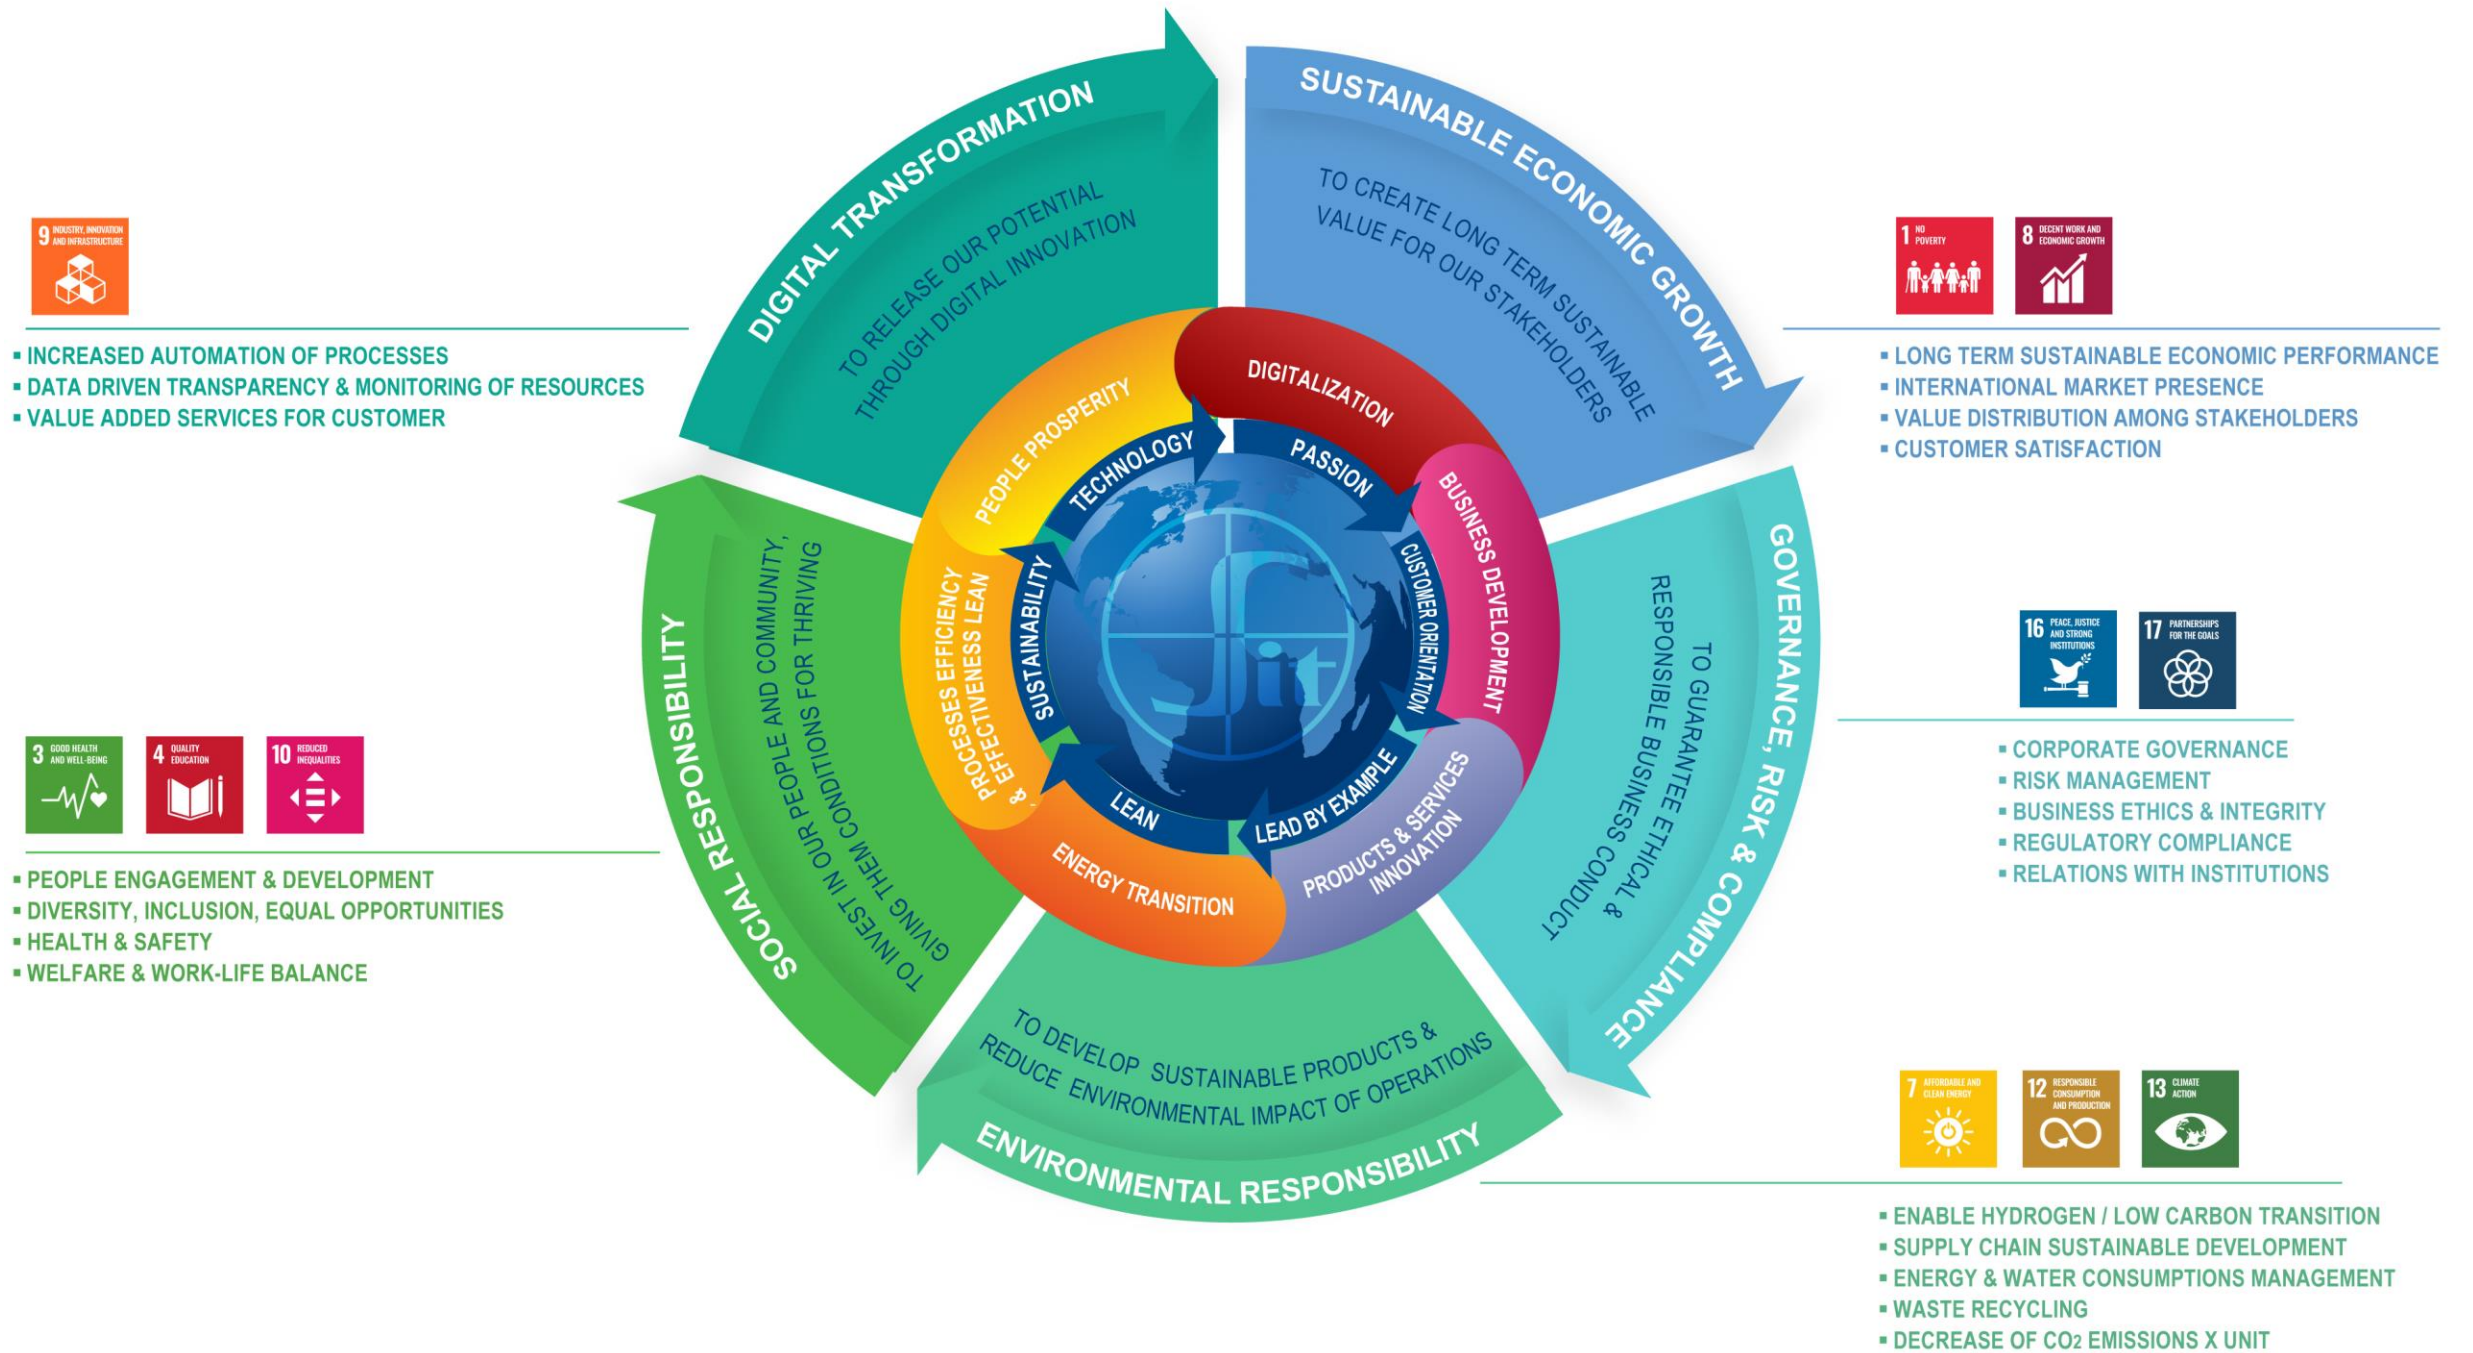 DIGITAL TRANSFORMATION
TO RELEASE OUR POTENTIAL
THROUGH DIGITAL INNOVATION
9 INDUSTRY, INNOVATION
AND INFRASTRUCTURE
▪ INCREASED AUTOMATION OF PROCESSES
▪ DATA DRIVEN TRANSPARENCY & MONITORING OF RESOURCES
▪ VALUE ADDED SERVICES FOR CUSTOMER
SUSTAINABLE ECONOMIC GROWTH
TO CREATE LONG TERM SUSTAINABLE
VALUE FOR OUR STAKEHOLDERS
1 NO
POVERTY
8 DECENT WORK AND
ECONOMIC GROWTH
▪ LONG TERM SUSTAINABLE ECONOMIC PERFORMANCE
▪ INTERNATIONAL MARKET PRESENCE
▪ VALUE DISTRIBUTION AMONG STAKEHOLDERS
▪ CUSTOMER SATISFACTION
GOVERNANCE, RISK & COMPLIANCE
TO GUARANTEE ETHICAL &
RESPONSIBLE BUSINESS CONDUCT
16 PEACE, JUSTICE
AND STRONG
INSTITUTIONS
17 PARTNERSHIPS
FOR THE GOALS
▪ CORPORATE GOVERNANCE
▪ RISK MANAGEMENT
▪ BUSINESS ETHICS & INTEGRITY
▪ REGULATORY COMPLIANCE
▪ RELATIONS WITH INSTITUTIONS
ENVIRONMENTAL RESPONSIBILITY
TO DEVELOP SUSTAINABLE PRODUCTS &
REDUCE ENVIRONMENTAL IMPACT OF OPERATIONS
7 AFFORDABLE AND
CLEAN ENERGY
12 RESPONSIBLE
CONSUMPTION
AND PRODUCTION
13 CLIMATE
ACTION
▪ ENABLE HYDROGEN / LOW CARBON TRANSITION
▪ SUPPLY CHAIN SUSTAINABLE DEVELOPMENT
▪ ENERGY & WATER CONSUMPTIONS MANAGEMENT
▪ WASTE RECYCLING
▪ DECREASE OF CO2 EMISSIONS X UNIT
SOCIAL RESPONSIBILITY
TO INVEST IN OUR PEOPLE AND COMMUNITY,
GIVING THEM CONDITIONS FOR THRIVING
3 GOOD HEALTH
AND WELL-BEING
4 QUALITY
EDUCATION
10 REDUCED
INEQUALITIES
▪ PEOPLE ENGAGEMENT & DEVELOPMENT
▪ DIVERSITY, INCLUSION, EQUAL OPPORTUNITIES
▪ HEALTH & SAFETY
▪ WELFARE & WORK-LIFE BALANCE
PEOPLE PROSPERITY
DIGITALIZATION
BUSINESS DEVELOPMENT
PRODUCTS & SERVICES
INNOVATION
ENERGY TRANSITION
PROCESSES EFFICIENCY
& EFFECTIVENESS LEAN
TECHNOLOGY
PASSION
CUSTOMER ORIENTATION
LEAD BY EXAMPLE
LEAN
SUSTAINABILITY
Sit